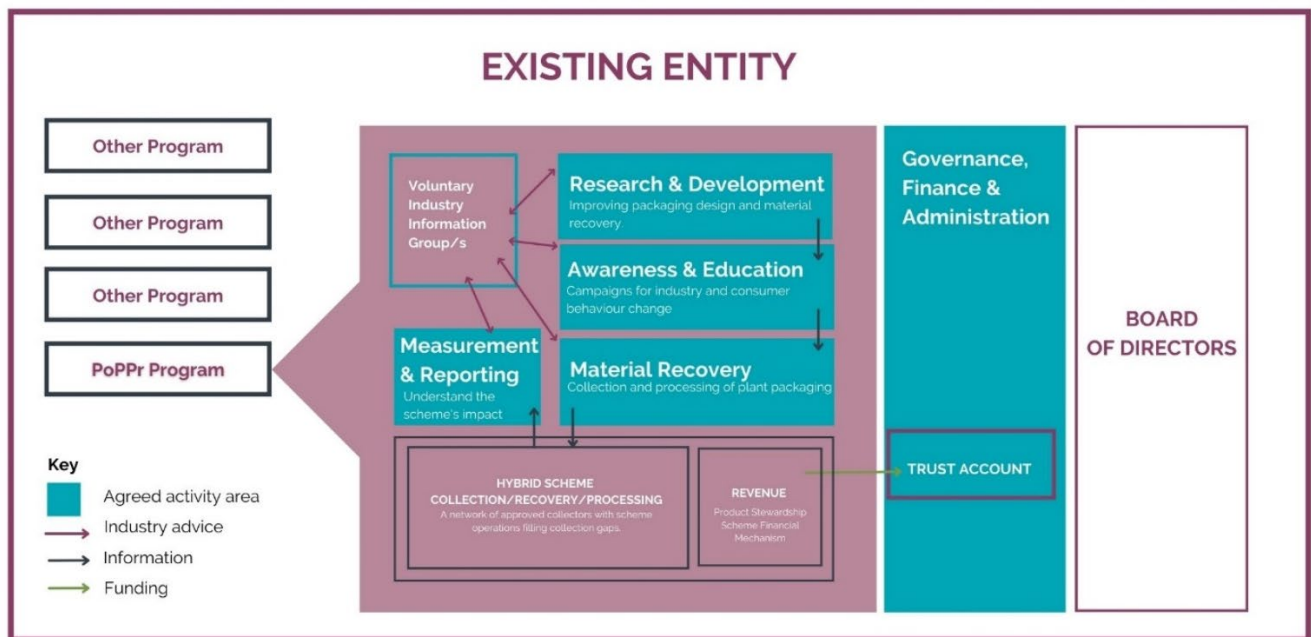 EXISTING ENTITY
Other Program
Other Program
Other Program
PoPPr Program
Key
Agreed activity area
Industry advice
Information
Funding
Voluntary
Industry
Information
Group/s
Research & Development
Improving packaging design and material
recovery.
Awareness & Education
Campaigns for industry and consumer
behaviour change
Measurement
& Reporting
Understand the
scheme's impact
Material Recovery
Collection and processing of plant packaging
HYBRID SCHEME
COLLECTION/RECOVERY/PROCESSING
A network of approved collectors with scheme
operations filling collection gaps.
REVENUE
Product Stewardship
Scheme Financial
Mechanism
Governance,
Finance &
Administration
TRUST ACCOUNT
BOARD
OF DIRECTORS